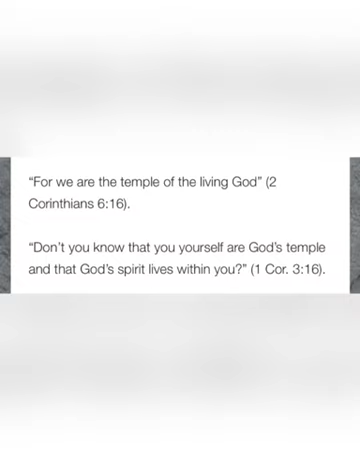 “For we are the temple of the living God” (2
Corinthians 6:16).
“Don’t you know that you yourself are God’s temple
and that God’s spirit lives within you?” (1 Cor. 3:16).